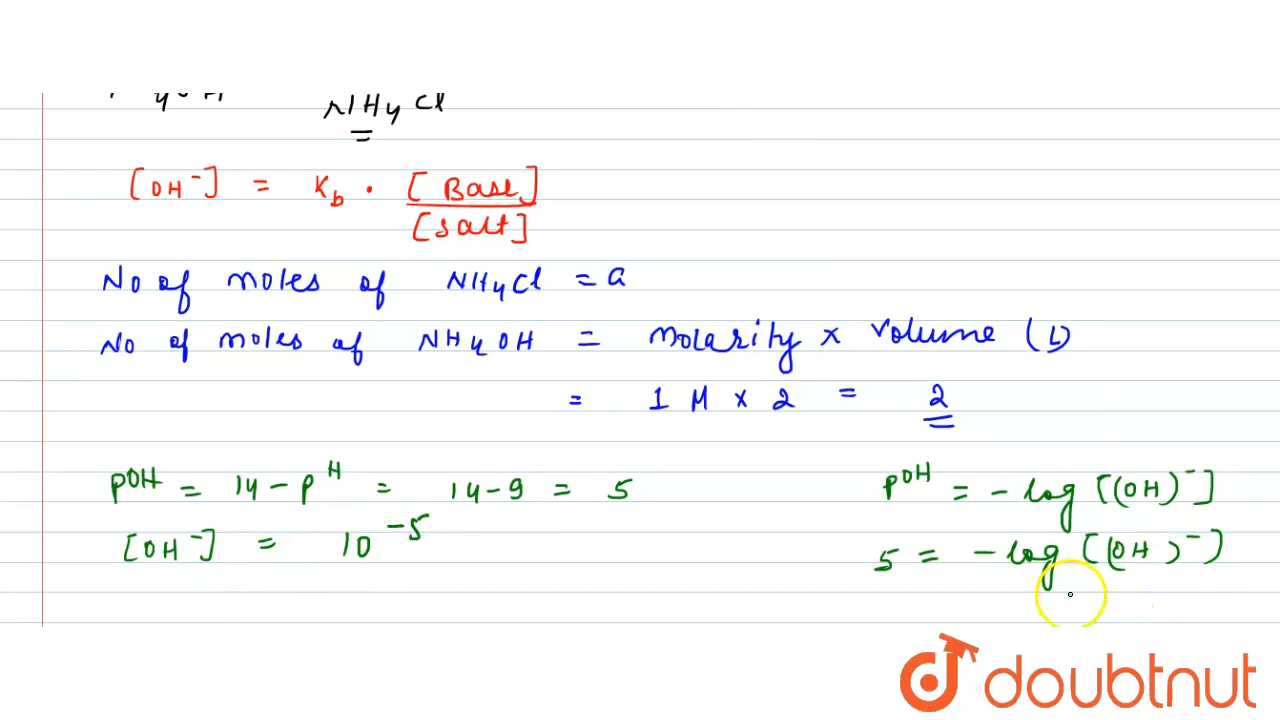 NH4Cl
[OH⁻] = Kb · [Base]/[Salt]
No of moles of NH4Cl = a
No of moles of NH4OH = molarity × volume (L)
= 1 M × 2 = 2
pOH = 14 - pH = 14 - 9 = 5
pOH = - log [(OH)⁻]
[OH⁻] = 10⁻⁵
5 = - log [(OH)⁻)
doubtnut